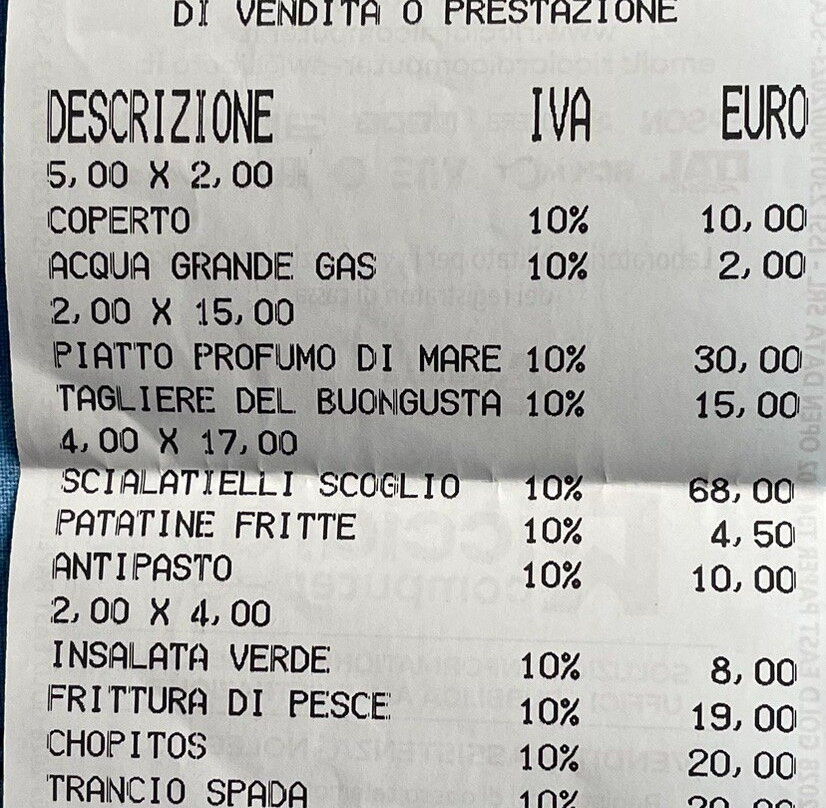 DI VENDITA O PRESTAZIONE
DESCRIZIONE IVA EURO
5,00 X 2,00
COPERTO 10% 10,00
ACQUA GRANDE GAS 10% 2,00
2,00 X 15,00
PIATTO PROFUMO DI MARE 10% 30,00
TAGLIERE DEL BUONGUSTA 10% 15,00
4,00 X 17,00
SCIALATIELLI SCOGLIO 10% 68,00
PATATINE FRITTE 10% 4,50
ANTIPASTO 10% 10,00
2,00 X 4,00
INSALATA VERDE 10% 8,00
FRITTURA DI PESCE 10% 19,00
CHOPITOS 10% 20,00
TRANCIO SPADA 10%